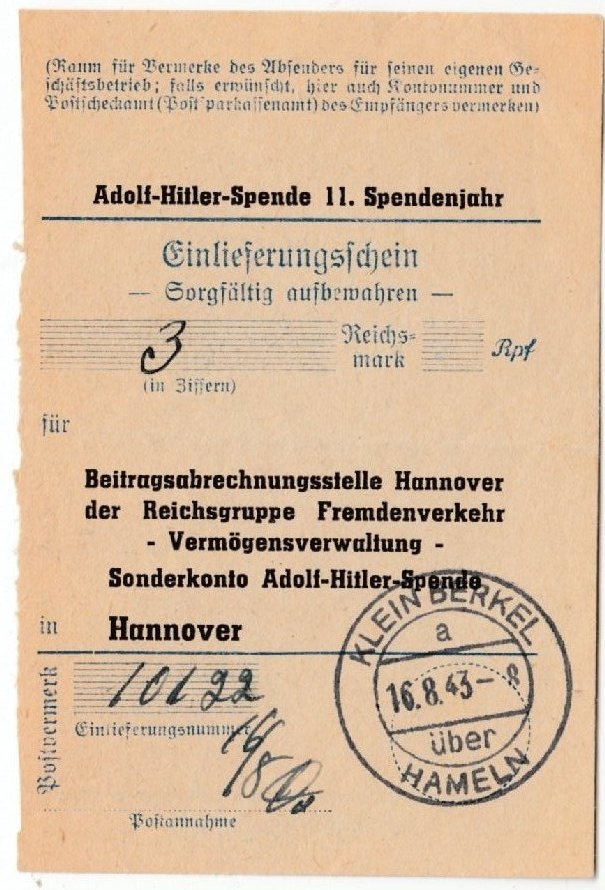 (Raum für Vermerke des Absenders für seinen eigenen Ge-
schäftsbetrieb; falls erwünscht, hier auch Kontonummer und
Postscheckamt (Postsparkassenamt) des Empfängers vermerken)
Adolf-Hitler-Spende 11. Spendenjahr
Einlieferungsschein
— Sorgfältig aufbewahren —
3 Reichs-
mark Rpf
(in Ziffern)
für
Beitragsabrechnungsstelle Hannover
der Reichsgruppe Fremdenverkehr
- Vermögensverwaltung -
Sonderkonto Adolf-Hitler-Spende
in Hannover
Postvermerk
10122
Einlieferungsnummer
16/8
Postannahme
KLEIN BERKEL
a
16.8.43-8
über
HAMELN